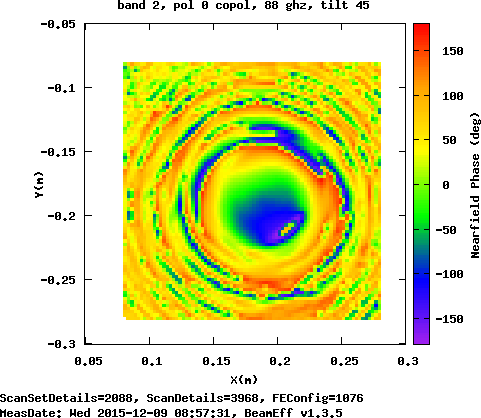 band 2, pol 0 copol, 88 ghz, tilt 45
-0.05
-0.1
-0.15
-0.2
-0.25
-0.3
Y(m)
0.05 0.1 0.15 0.2 0.25 0.3
X(m)
150
100
50
0
-50
-100
-150
Nearfield Phase (deg)
ScanSetDetails=2088, ScanDetails=3968, FEConfig=1076
MeasDate: Wed 2015-12-09 08:57:31, BeamEff v1.3.5